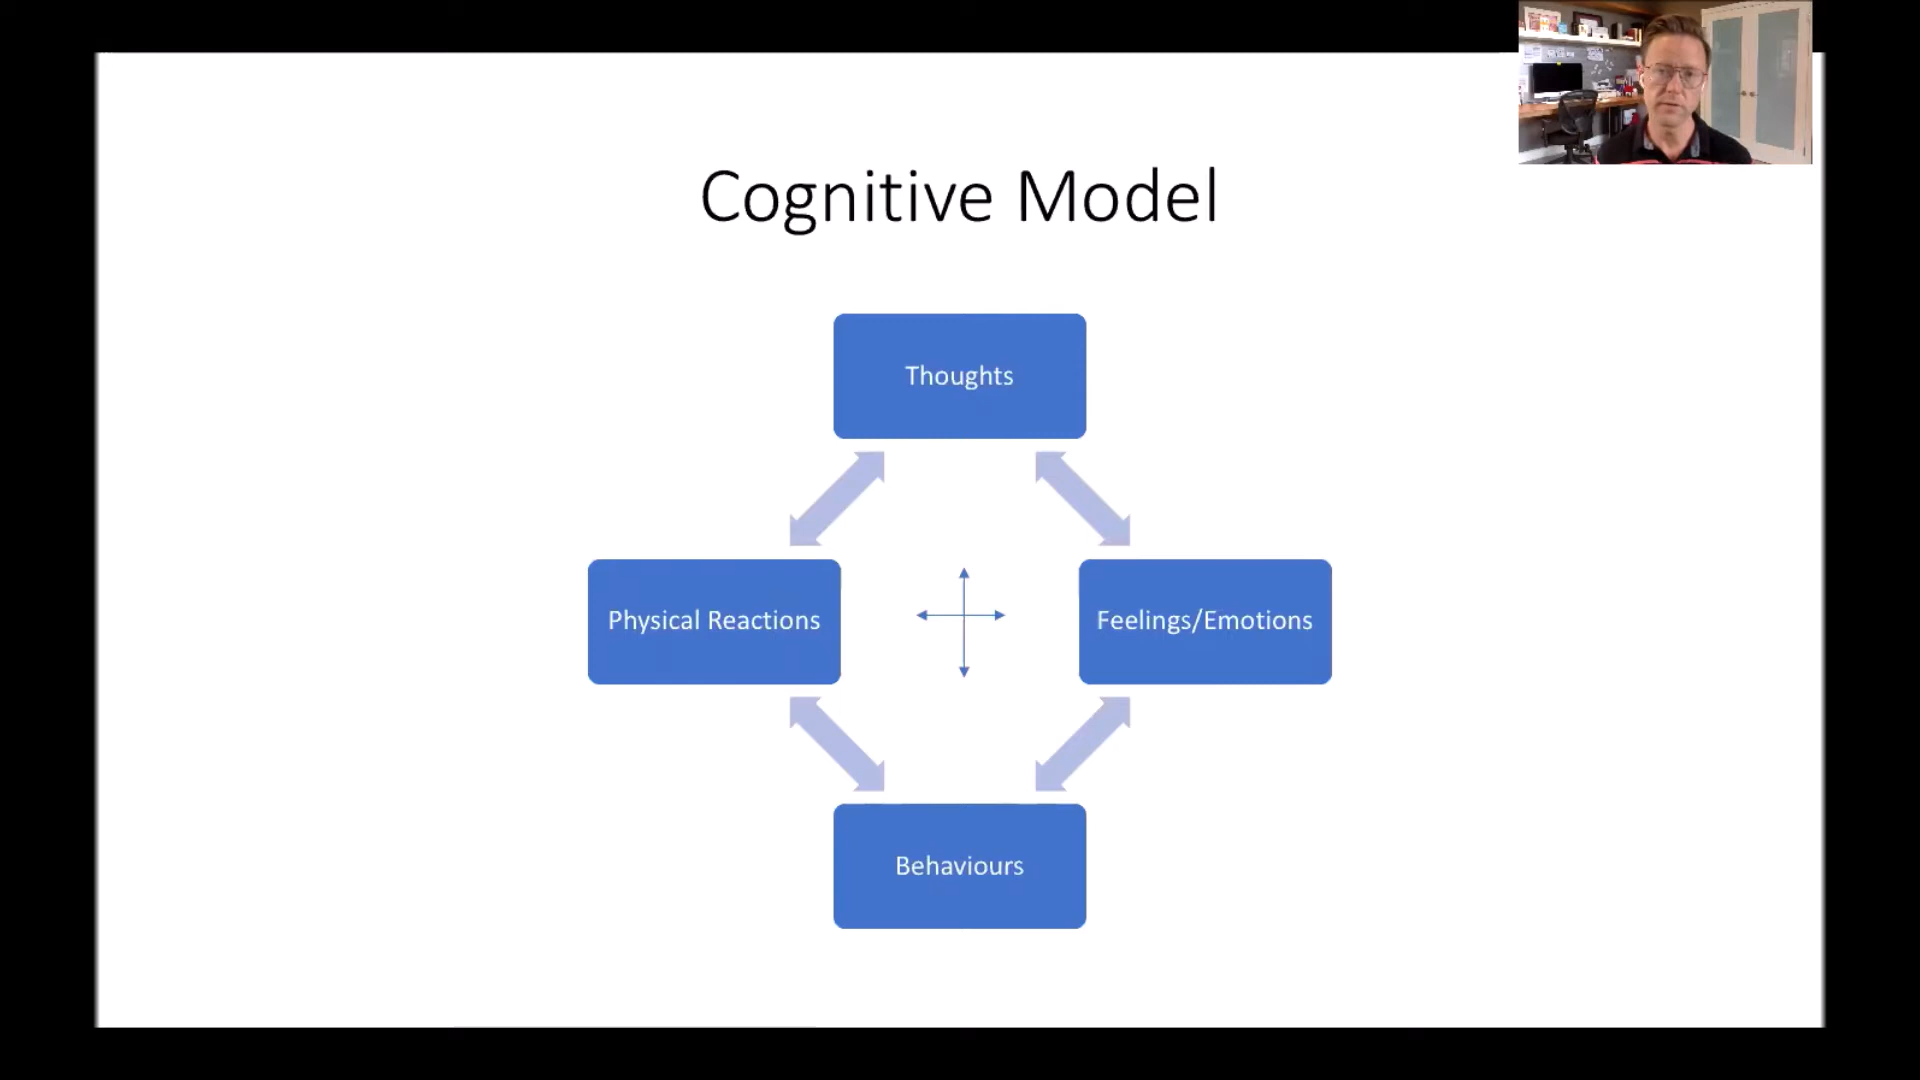 Cognitive Model
Thoughts
Physical Reactions
Feelings/Emotions
Behaviours